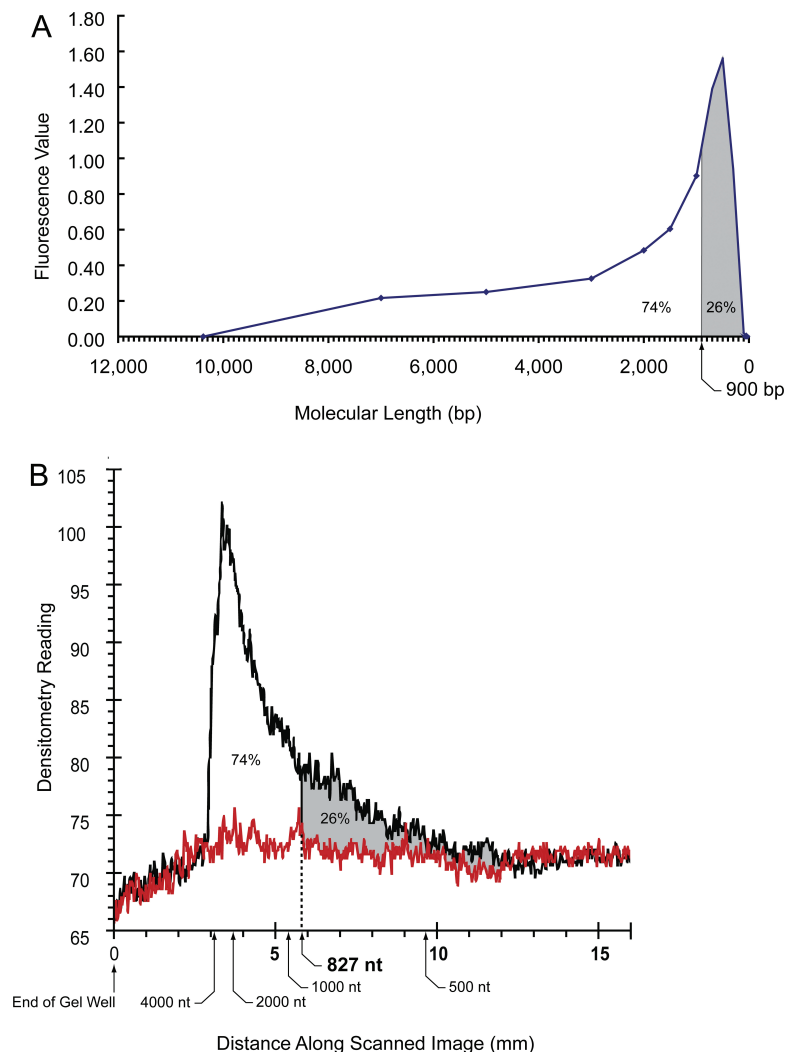 A
Fluorescence Value
1.80
1.60
1.40
1.20
1.00
0.80
0.60
0.40
0.20
0.00
74%
26%
12,000 10,000 8,000 6,000 4,000 2,000 0
900 bp
Molecular Length (bp)
B
Densitometry Reading
105
100
95
90
85
80
75
70
65
74%
26%
0 5 10 15
827 nt
1000 nt
500 nt
End of Gel Well
4000 nt
2000 nt
Distance Along Scanned Image (mm)